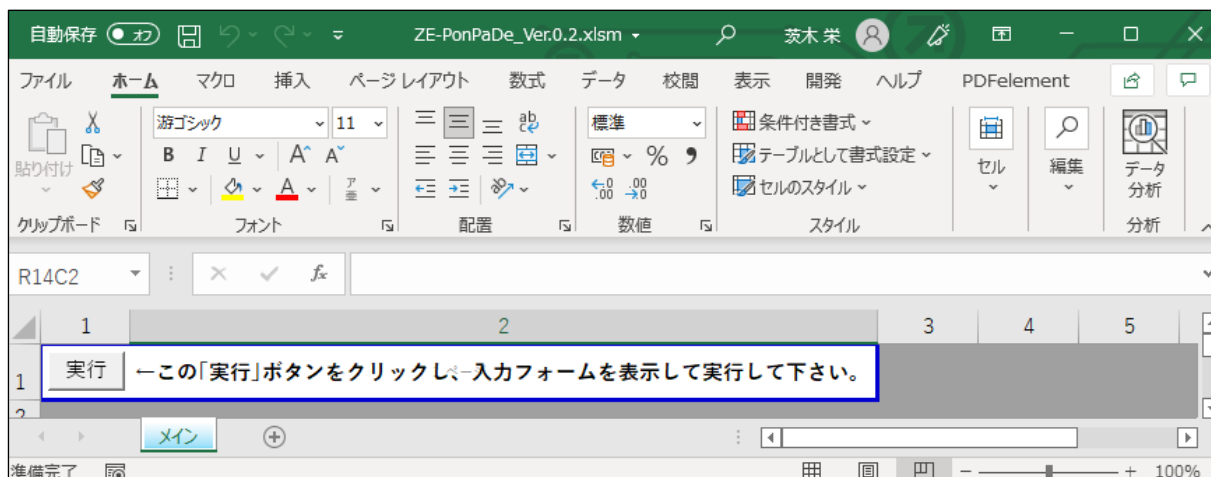 自動保存 オフ ZE-PonPaDe_Ver.0.2.xlsm 茨木 栄
ファイル ホーム マクロ 挿入 ページ レイアウト 数式 データ 校閲 表示 開発 ヘルプ PDFelement
貼り付け 游ゴシック 11 ab 標準 条件付き書式 セル 編集 データ分析
B I U A A % テーブルとして書式設定
A ア亜 .00 .0 セルのスタイル
クリップボード フォント 配置 数値 スタイル 分析
R14C2 fx
1 2 3 4 5
1 実行 ←この「実行」ボタンをクリックし、入力フォームを表示して実行して下さい。
2
メイン
準備完了 100%